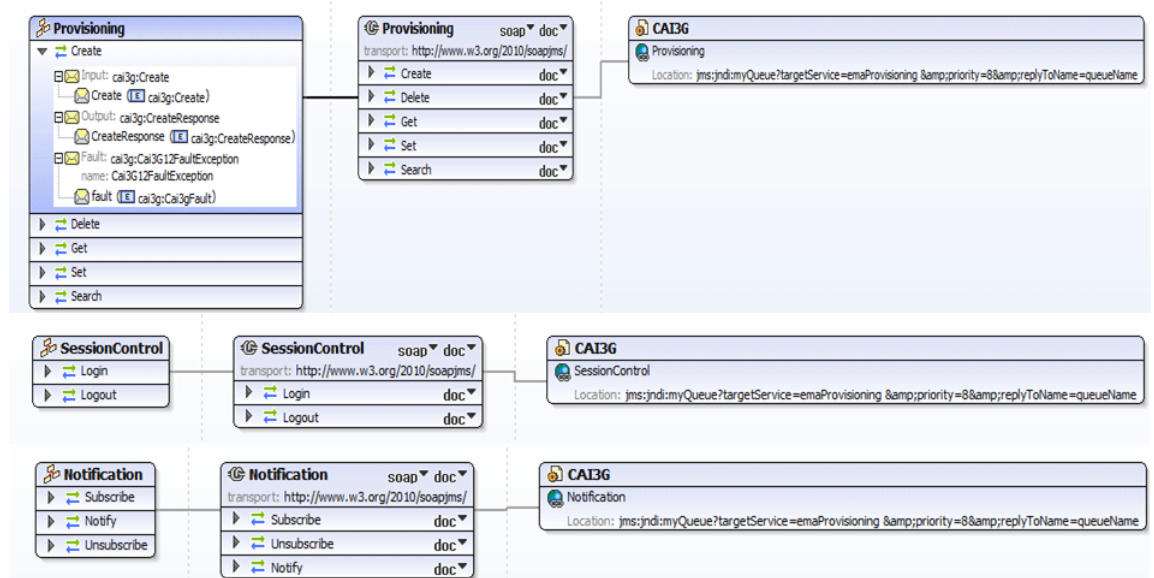 Provisioning
Create
Input: cai3g:Create
Create (E cai3g:Create)
Output: cai3g:CreateResponse
CreateResponse (E cai3g:CreateResponse)
Fault: cai3g:Cai3G12FaultException
name: Cai3G12FaultException
fault (E cai3g:Cai3gFault)
Delete
Get
Set
Search
Provisioning soap doc
transport: http://www.w3.org/2010/soapjms/
Create doc
Delete doc
Get doc
Set doc
Search doc
CAI3G
Provisioning
Location: jms:jndi:myQueue?targetService=emaProvisioning &amp;priority=8&amp;replyToName=queueName
SessionControl
Login
Logout
SessionControl soap doc
transport: http://www.w3.org/2010/soapjms/
Login doc
Logout doc
CAI3G
SessionControl
Location: jms:jndi:myQueue?targetService=emaProvisioning &amp;priority=8&amp;replyToName=queueName
Notification
Subscribe
Notify
Unsubscribe
Notification soap doc
transport: http://www.w3.org/2010/soapjms/
Subscribe doc
Unsubscribe doc
Notify doc
CAI3G
Notification
Location: jms:jndi:myQueue?targetService=emaProvisioning &amp;priority=8&amp;replyToName=queueName